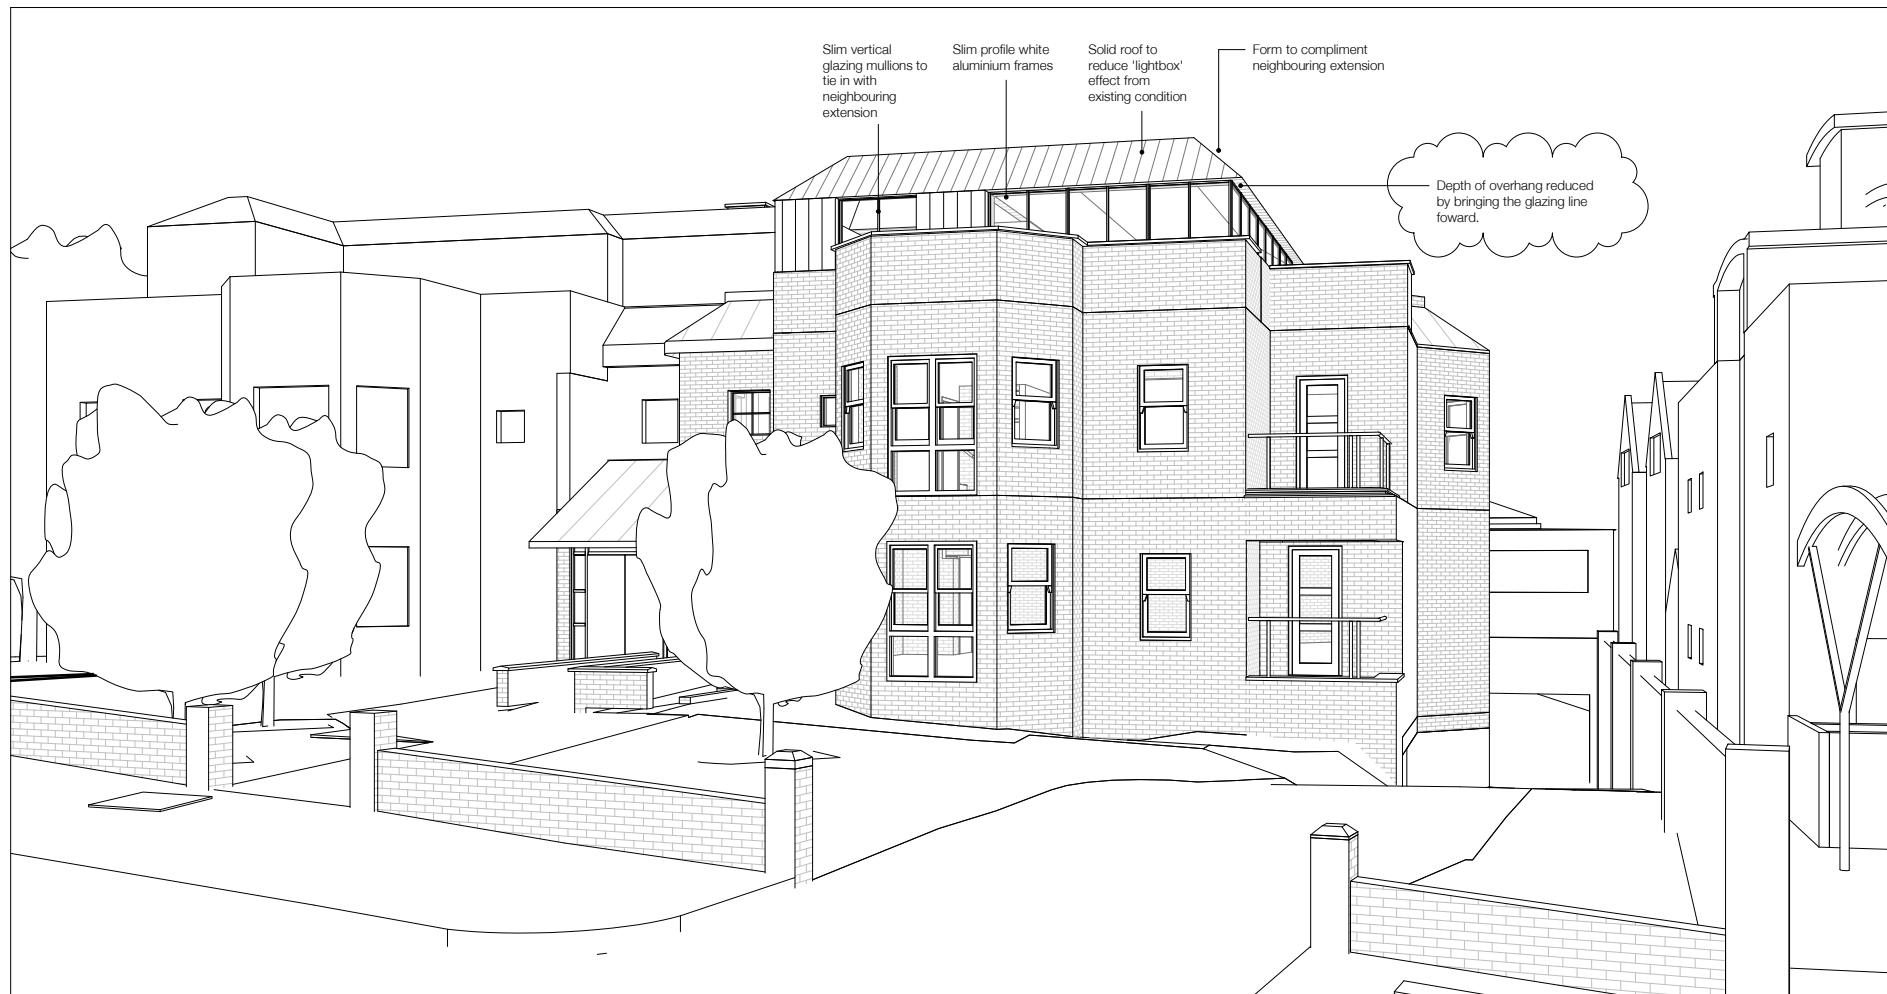 Slim vertical
glazing mullions to
tie in with
neighbouring
extension
Slim profile white
aluminium frames
Solid roof to
reduce 'lightbox'
effect from
existing condition
Form to compliment
neighbouring extension
Depth of overhang reduced
by bringing the glazing line
foward.